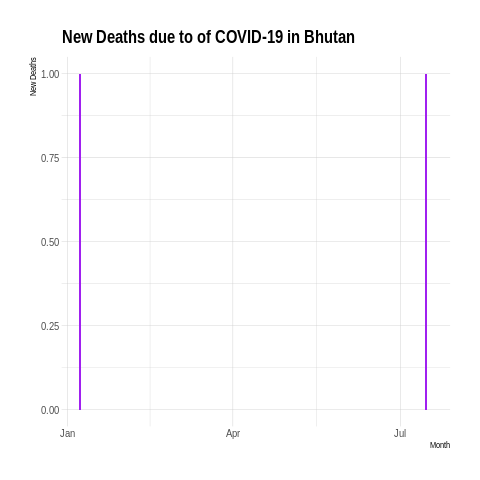 New Deaths due to of COVID-19 in Bhutan
New Deaths
1.00
0.75
0.50
0.25
0.00
Jan
Apr
Jul
Month